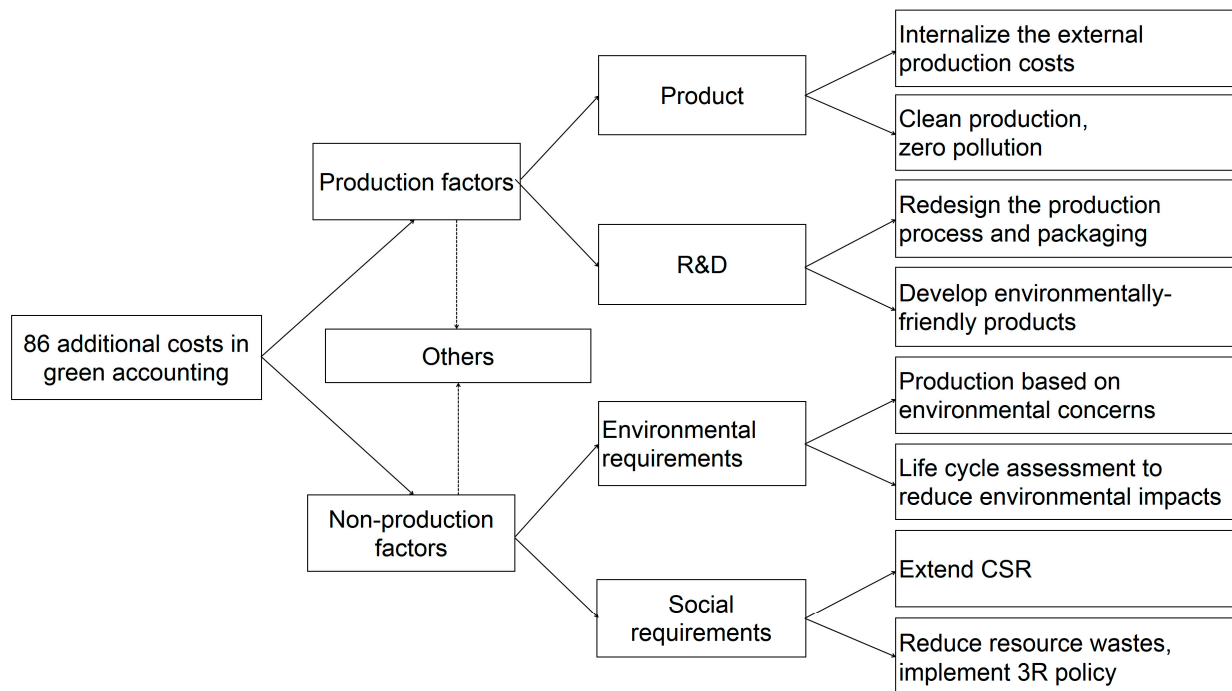 86 additional costs in
green accounting
Production factors
Others
Non-production
factors
Product
R&D
Environmental
requirements
Social
requirements
Internalize the external
production costs
Clean production,
zero pollution
Redesign the production
process and packaging
Develop environmentally-
friendly products
Production based on
environmental concerns
Life cycle assessment to
reduce environmental impacts
Extend CSR
Reduce resource wastes,
implement 3R policy